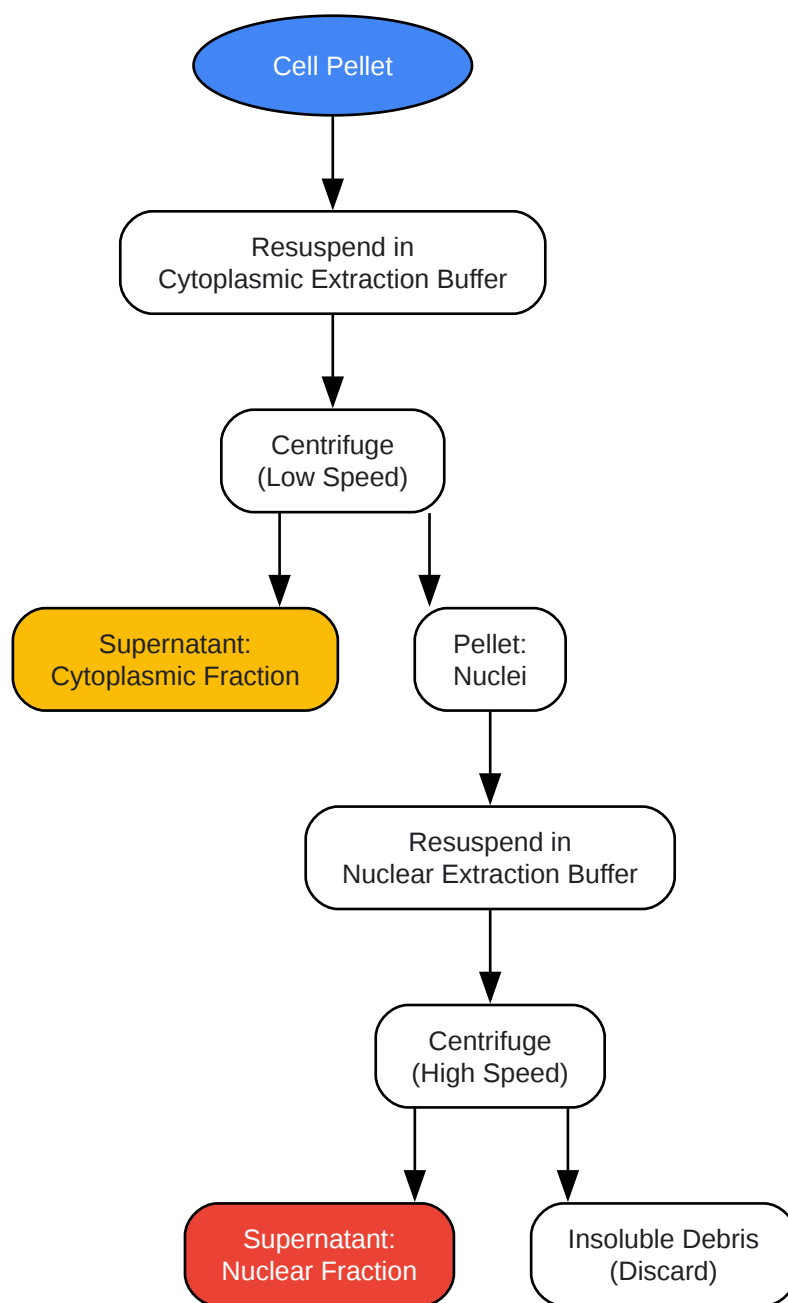 Cell Pellet
Resuspend in
Cytoplasmic Extraction Buffer
Centrifuge
(Low Speed)
Supernatant:
Cytoplasmic Fraction
Pellet:
Nuclei
Resuspend in
Nuclear Extraction Buffer
Centrifuge
(High Speed)
Supernatant:
Nuclear Fraction
Insoluble Debris
(Discard)